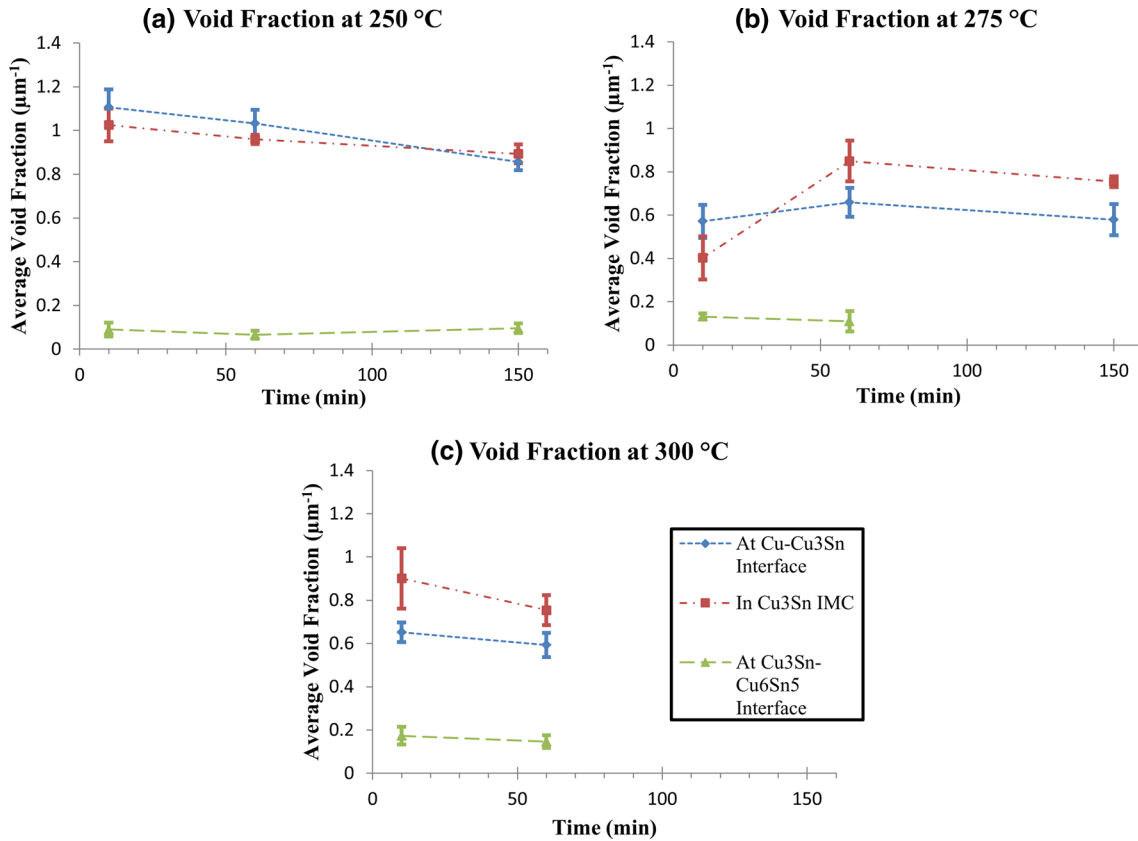 (a) Void Fraction at 250 °C
Average Void Fraction (µm⁻¹)
1.4
1.2
1
0.8
0.6
0.4
0.2
0
0
50
100
150
Time (min)
(b) Void Fraction at 275 °C
Average Void Fraction (µm⁻¹)
1.4
1.2
1
0.8
0.6
0.4
0.2
0
0
50
100
150
Time (min)
(c) Void Fraction at 300 °C
Average Void Fraction (µm⁻¹)
1.4
1.2
1
0.8
0.6
0.4
0.2
0
0
50
100
150
Time (min)
At Cu-Cu3Sn
Interface
In Cu3Sn IMC
At Cu3Sn-
Cu6Sn5
Interface